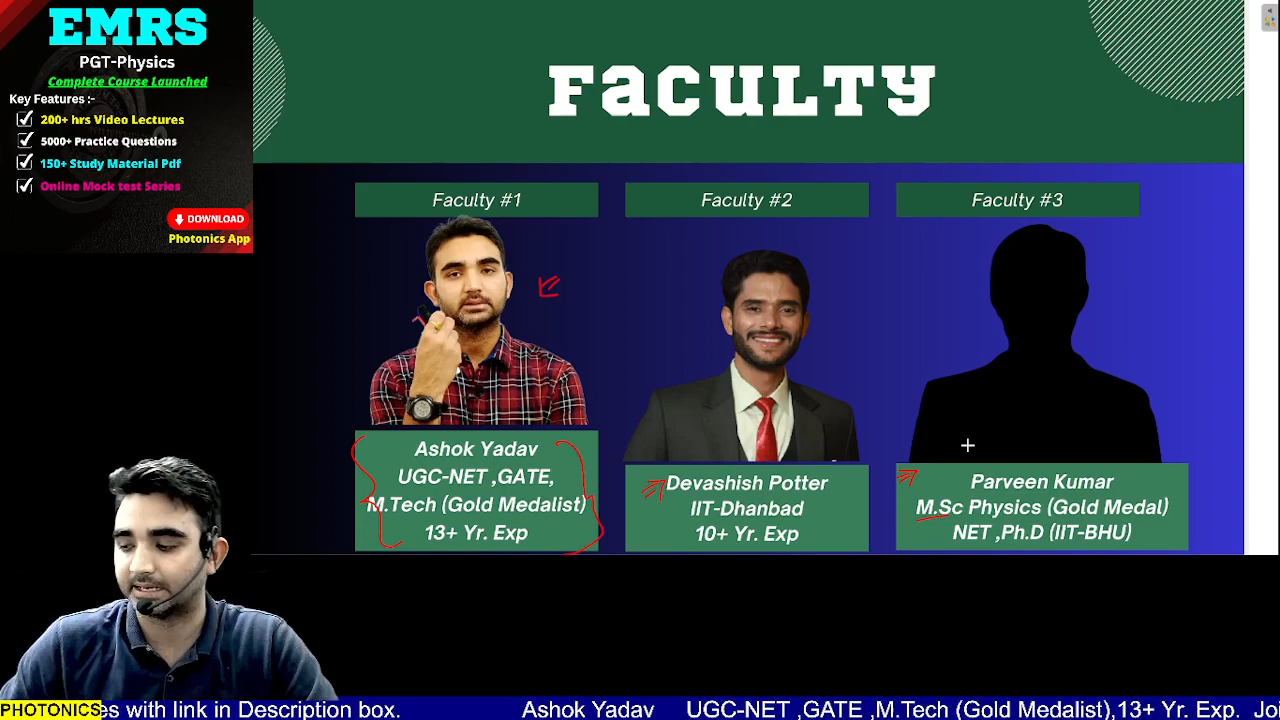 EMRS
PGT-Physics
Complete Course Launched
Key Features :-
200+ hrs Video Lectures
5000+ Practice Questions
150+ Study Material Pdf
Online Mock test Series
DOWNLOAD
Photonics App
FACULTY
Faculty #1
Faculty #2
Faculty #3
Ashok Yadav
UGC-NET ,GATE,
M.Tech (Gold Medalist)
13+ Yr. Exp
Devashish Potter
IIT-Dhanbad
10+ Yr. Exp
Parveen Kumar
M.Sc Physics (Gold Medal)
NET ,Ph.D (IIT-BHU)
PHOTONICS es with link in Description box. Ashok Yadav UGC-NET ,GATE ,M.Tech (Gold Medalist),13+ Yr. Exp. Jo